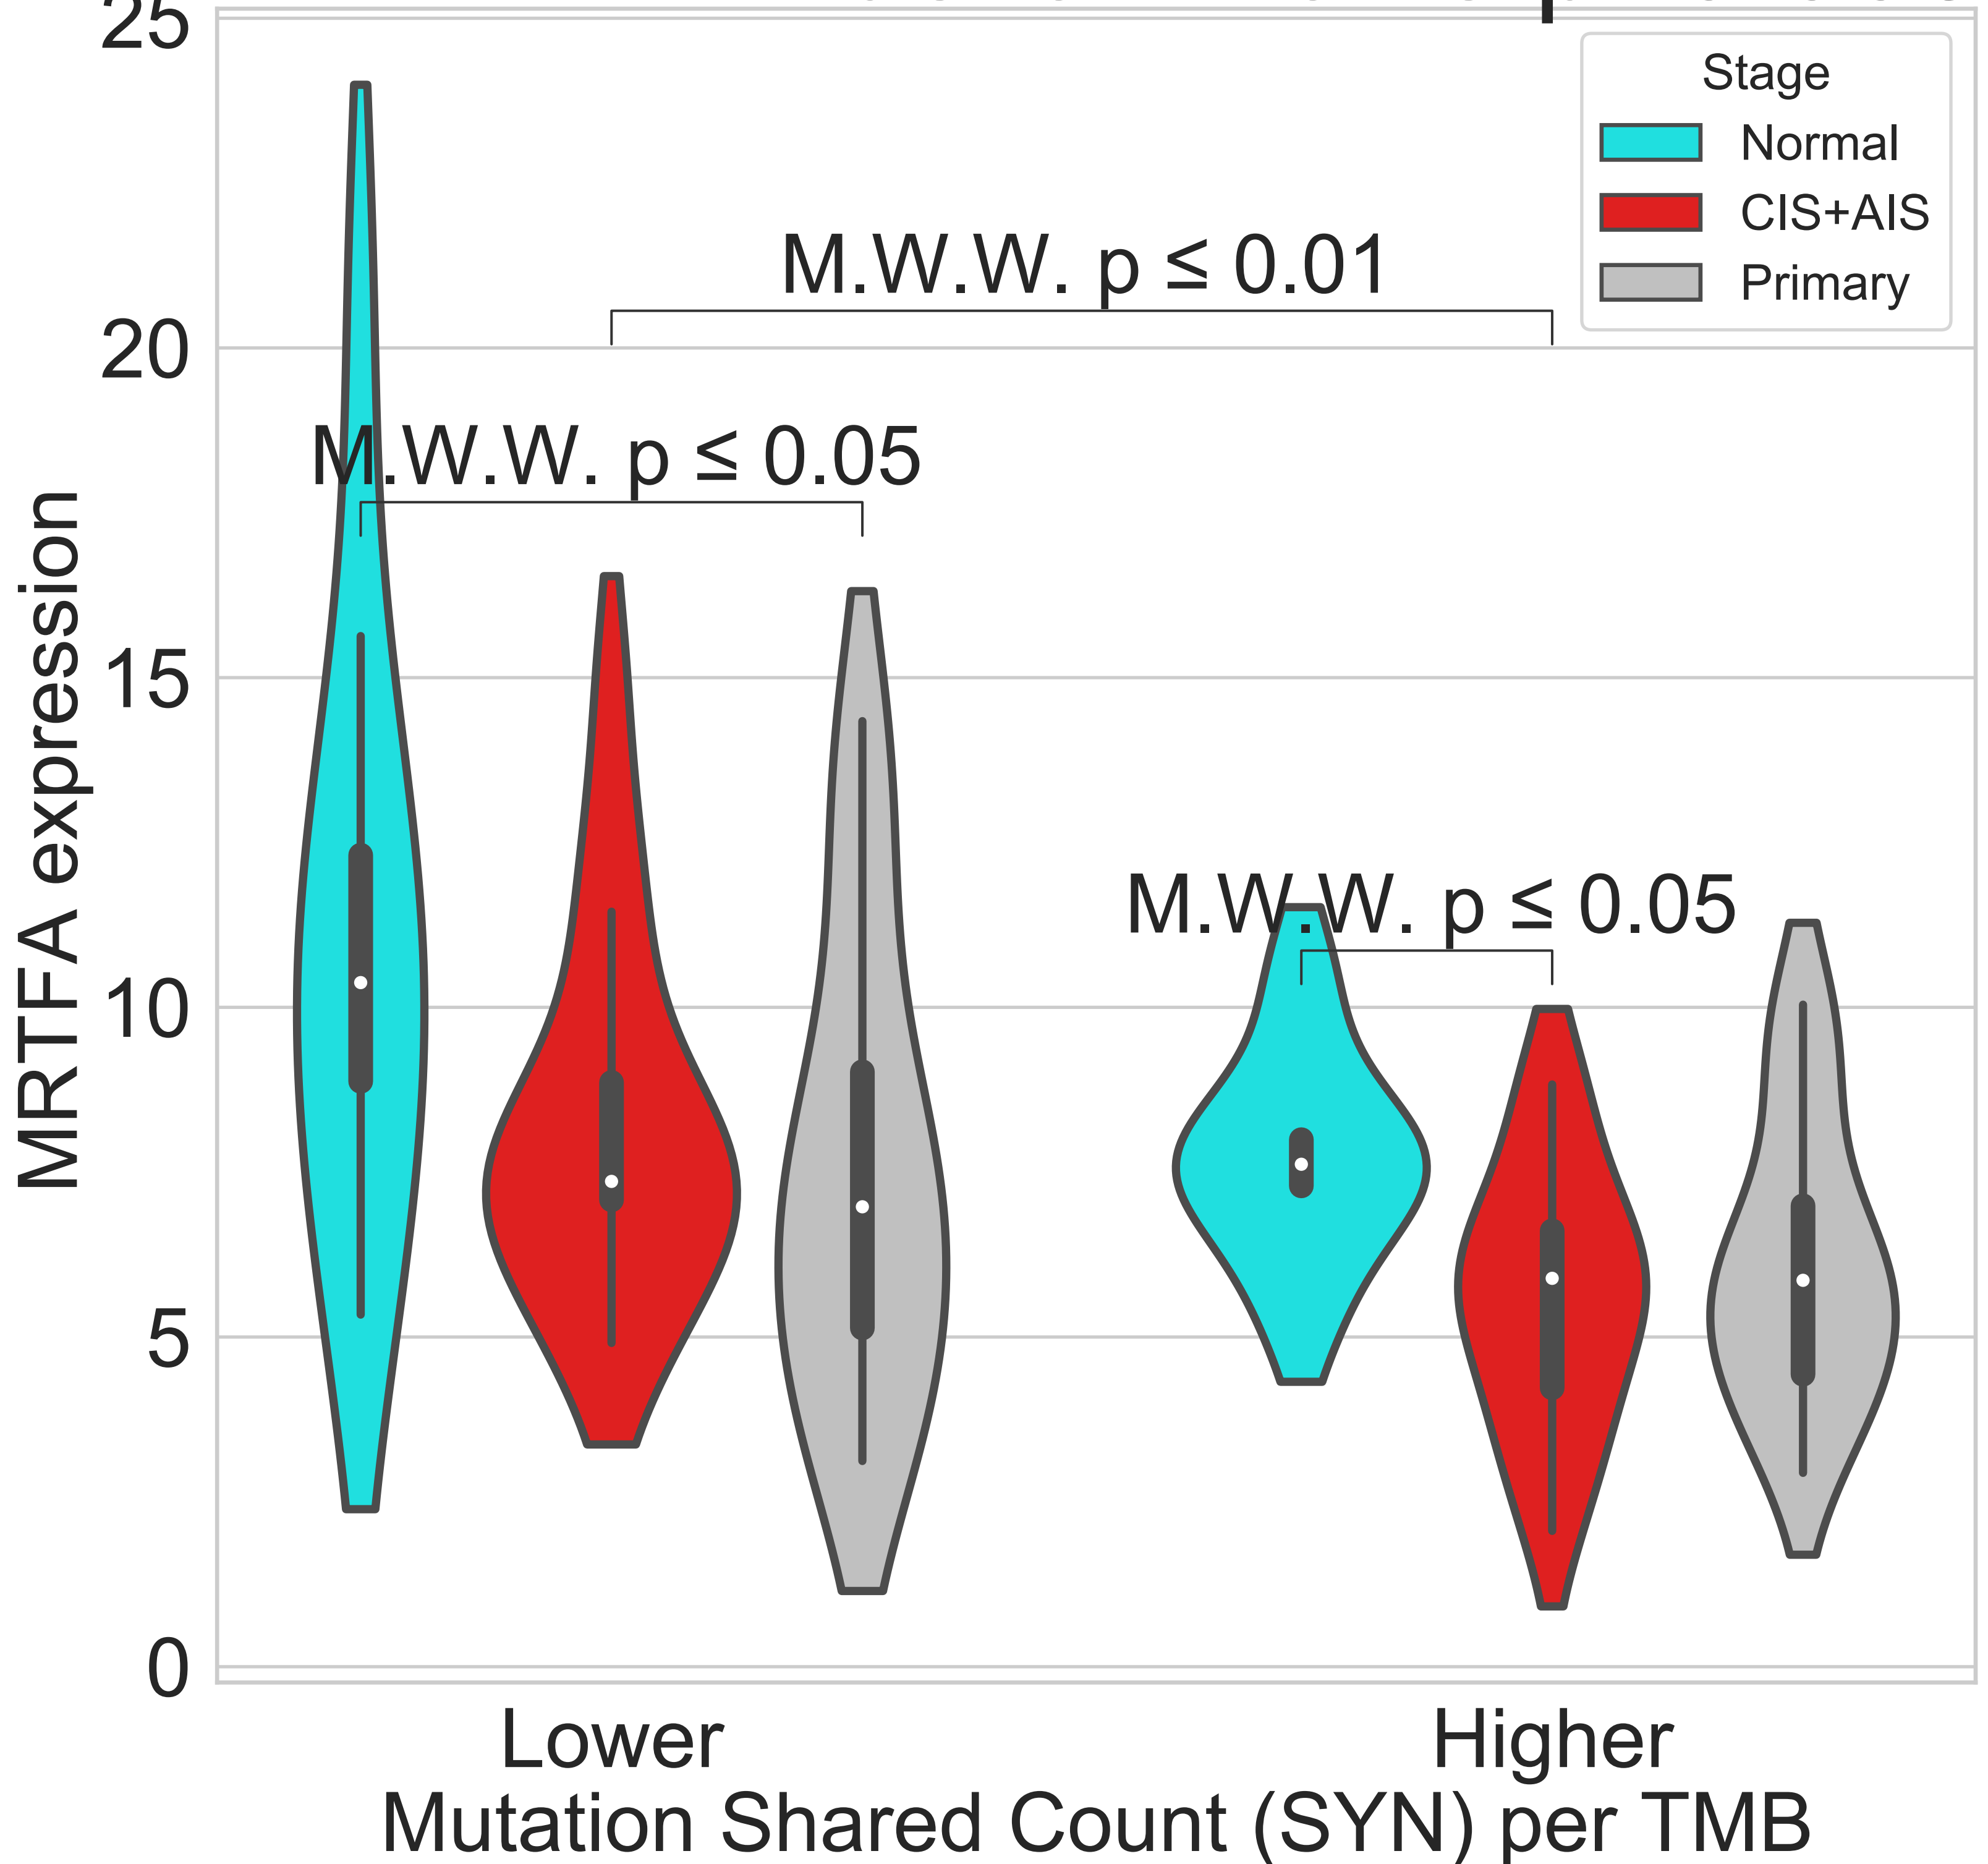 25
20
15
10
5
0
MRTFA expression
Stage
Normal
CIS+AIS
Primary
M.W.W. p ≤ 0.01
M.W.W. p ≤ 0.05
M.W.W. p ≤ 0.05
Lower
Higher
Mutation Shared Count (SYN) per TMB